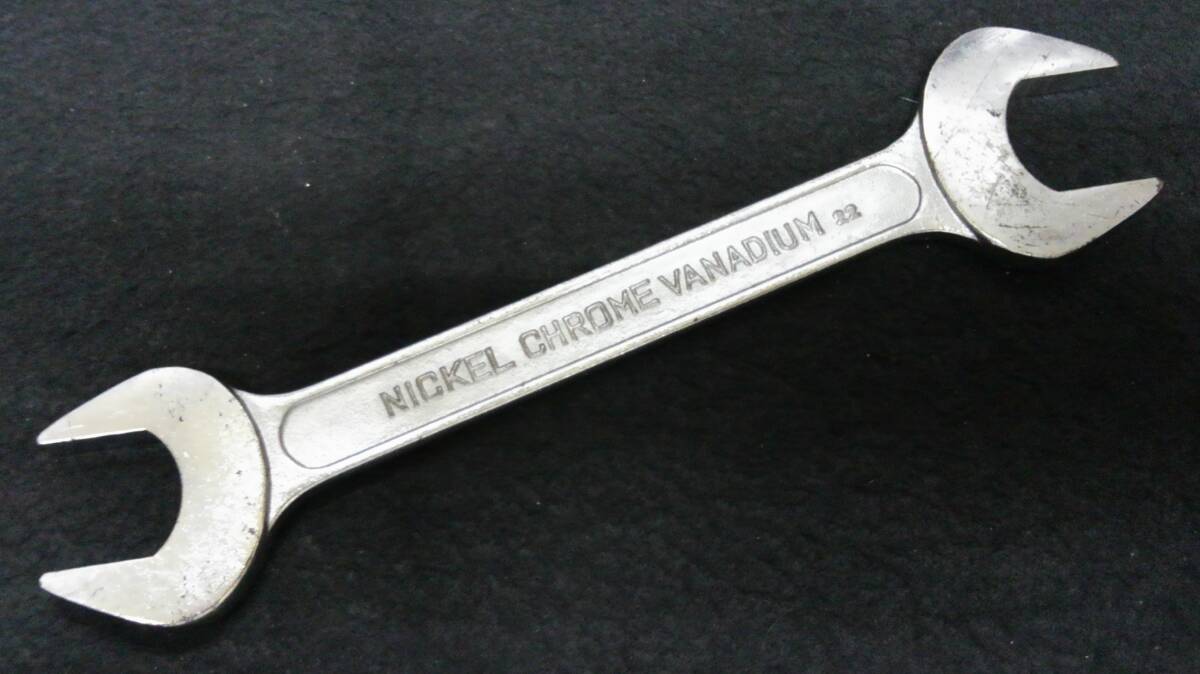 NICKEL CHROME VANADIUM 22